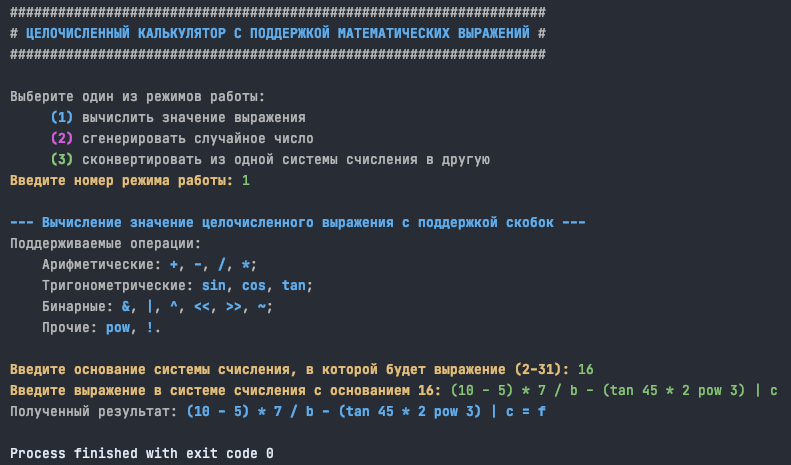 ###################################################################
# ЦЕЛОЧИСЛЕННЫЙ КАЛЬКУЛЯТОР С ПОДДЕРЖКОЙ МАТЕМАТИЧЕСКИХ ВЫРАЖЕНИЙ #
###################################################################
Выберите один из режимов работы:
(1) вычислить значение выражения
(2) сгенерировать случайное число
(3) сконвертировать из одной системы счисления в другую
Введите номер режима работы: 1
--- Вычисление значение целочисленного выражения с поддержкой скобок ---
Поддерживаемые операции:
Арифметические: +, -, /, *;
Тригонометрические: sin, cos, tan;
Бинарные: &, |, ^, <<, >>, ~;
Прочие: pow, !.
Введите основание системы счисления, в которой будет выражение (2-31): 16
Введите выражение в системе счисления с основанием 16: (10 - 5) * 7 / b - (tan 45 * 2 pow 3) | c
Полученный результат: (10 - 5) * 7 / b - (tan 45 * 2 pow 3) | c = f
Process finished with exit code 0